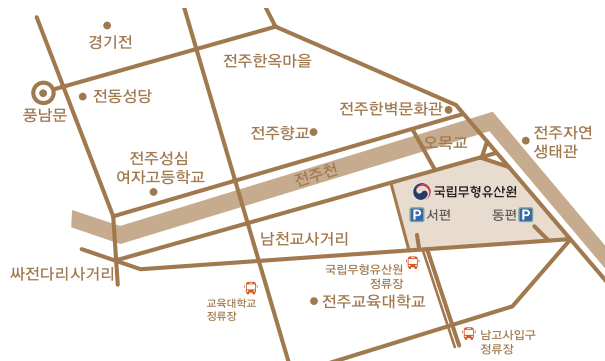 경기전
전주한옥마을
풍남문
전동성당
전주한벽문화관
전주향교
오목교
전주자연
생태관
전주성심
여자고등학교
전주천
국립무형유산원
P 서편
동편 P
남천교사거리
싸전다리사거리
국립무형유산원
정류장
교육대학교
정류장
전주교육대학교
남고사입구
정류장